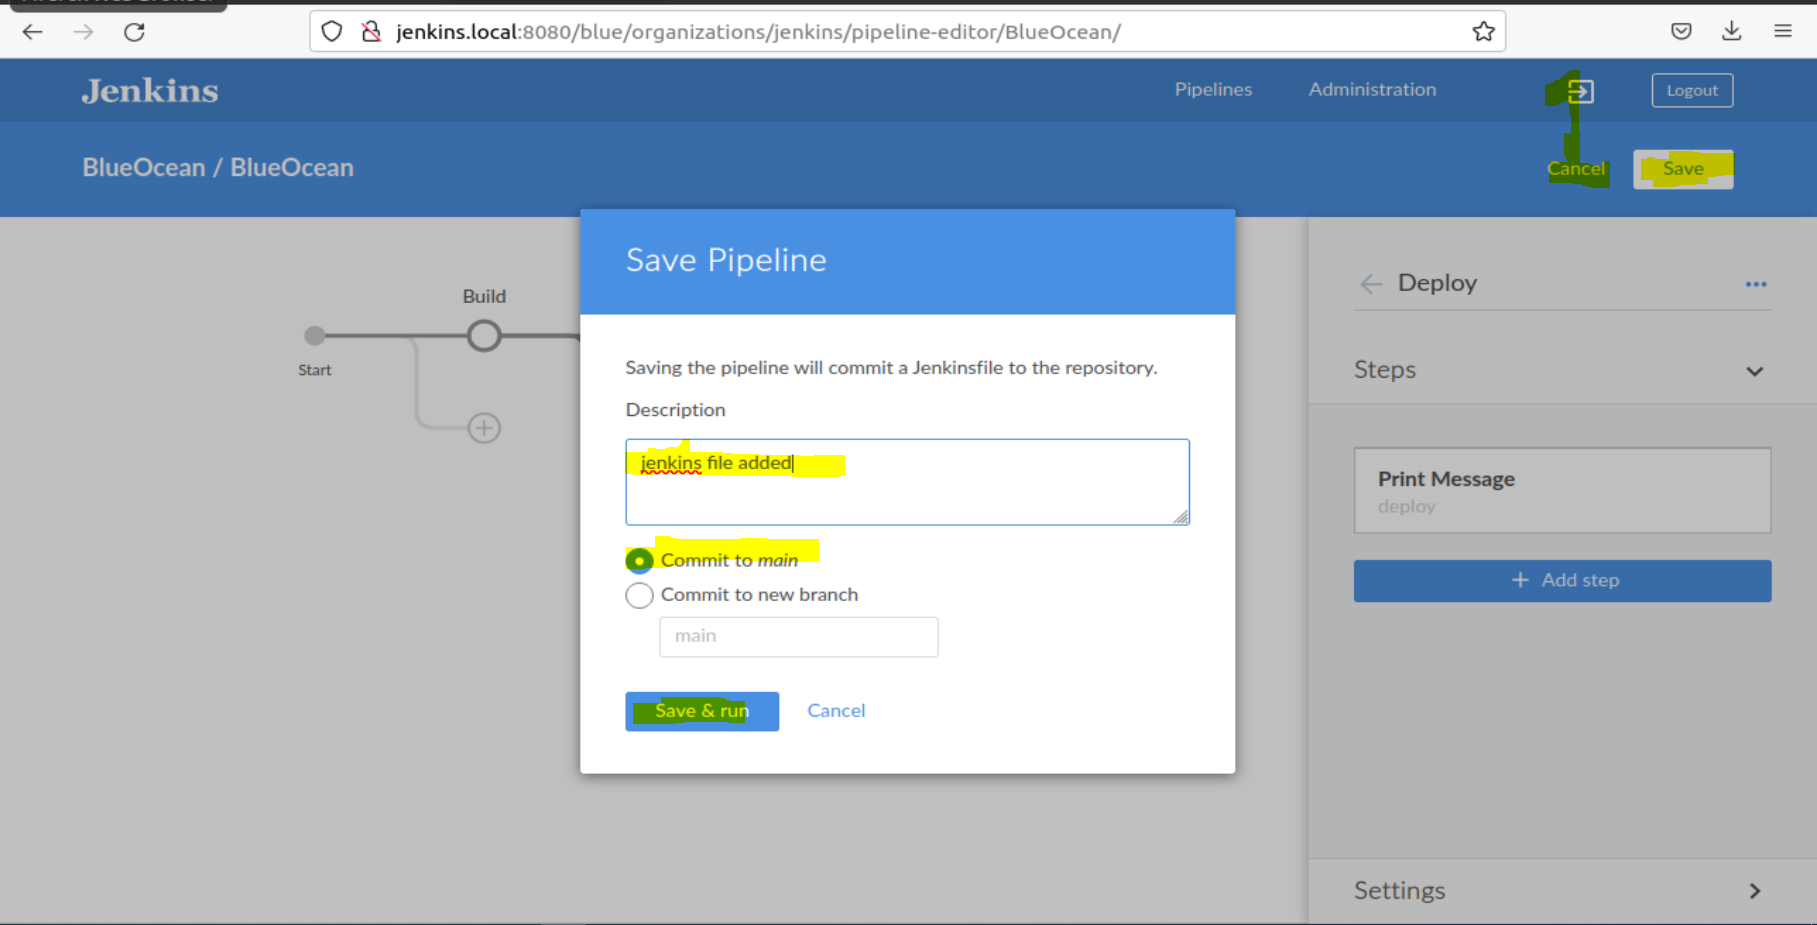 jenkins.local:8080/blue/organizations/jenkins/pipeline-editor/BlueOcean/
Jenkins
Pipelines
Administration
Logout
BlueOcean / BlueOcean
1
Cancel
Save
Build
Start
Save Pipeline
Saving the pipeline will commit a Jenkinsfile to the repository.
Description
jenkins file added
Commit to main
Commit to new branch
main
Save & run
Cancel
Deploy
Steps
Print Message
deploy
Add step
Settings